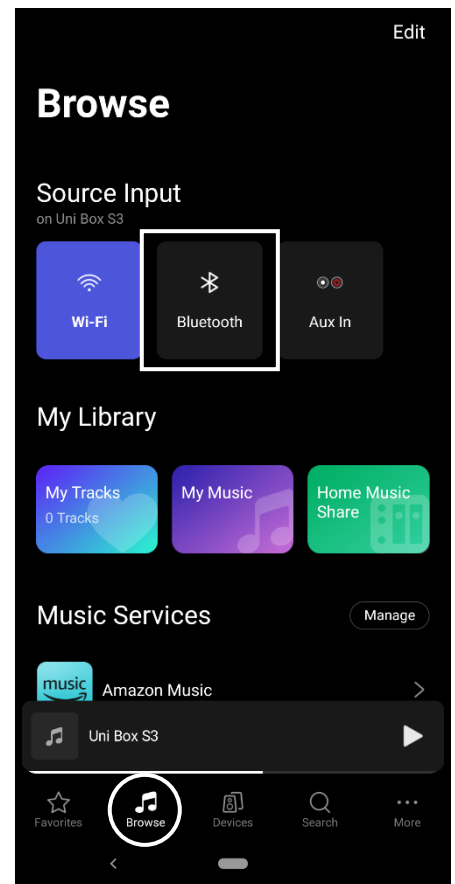 Edit
Browse
Source Input
on Uni Box S3
Wi-Fi
Bluetooth
Aux In
My Library
My Tracks
0 Tracks
My Music
Home Music
Share
Music Services
Manage
music
Amazon Music
Uni Box S3
Favorites
Browse
Devices
Search
More